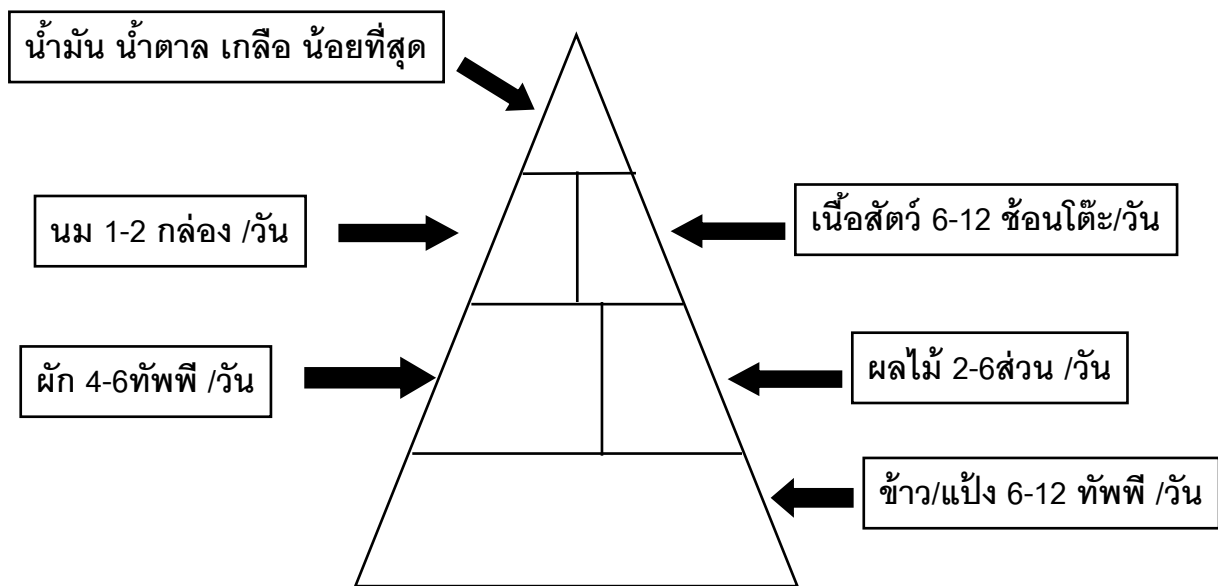 น้ำมัน น้ำตาล เกลือ น้อยที่สุด
นม 1-2 กล่อง /วัน
เนื้อสัตว์ 6-12 ช้อนโต๊ะ/วัน
ผัก 4-6ทัพพี /วัน
ผลไม้ 2-6ส่วน /วัน
ข้าว/แป้ง 6-12 ทัพพี /วัน